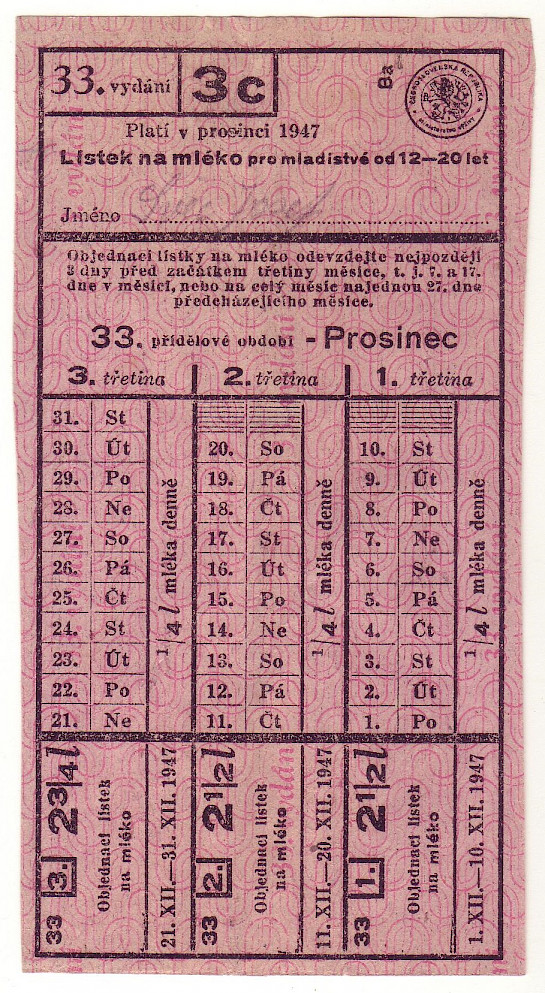 33. vydání
3c
Ba
ČESKOSLOVENSKÁ REPUBLIKA
Platí v prosinci 1947
Lístek na mléko pro mladistvé od 12—20 let
Jméno
Objednací lístky na mléko odevzdejte nejpozději
3 dny před začátkem třetiny měsíce, t. j. 7. a 17.
dne v měsíci, nebo na celý měsíc najednou 27. dne
předcházejícího měsíce.
33. přídělové období - Prosinec
3. třetina 2. třetina 1. třetina
31. St
30. Út 20. So 10. St
29. Po 19. Pá 9. Út
28. Ne 18. Čt 8. Po
27. So 17. St 7. Ne
26. Pá 16. Út 6. So
25. Čt 15. Po 5. Pá
24. St 14. Ne 4. Čt
23. Út 13. So 3. St
22. Po 12. Pá 2. Út
21. Ne 11. Čt 1. Po
1/4 l mléka denně
1/4 l mléka denně
1/4 l mléka denně
33 3. 2 3/4 l
Objednací lístek
na mléko
21. XII.—31. XII. 1947
33 2. 2 1/2 l
Objednací lístek
na mléko
11. XII.—20. XII. 1947
33 1. 2 1/2 l
Objednací lístek
na mléko
1. XII.—10. XII. 1947